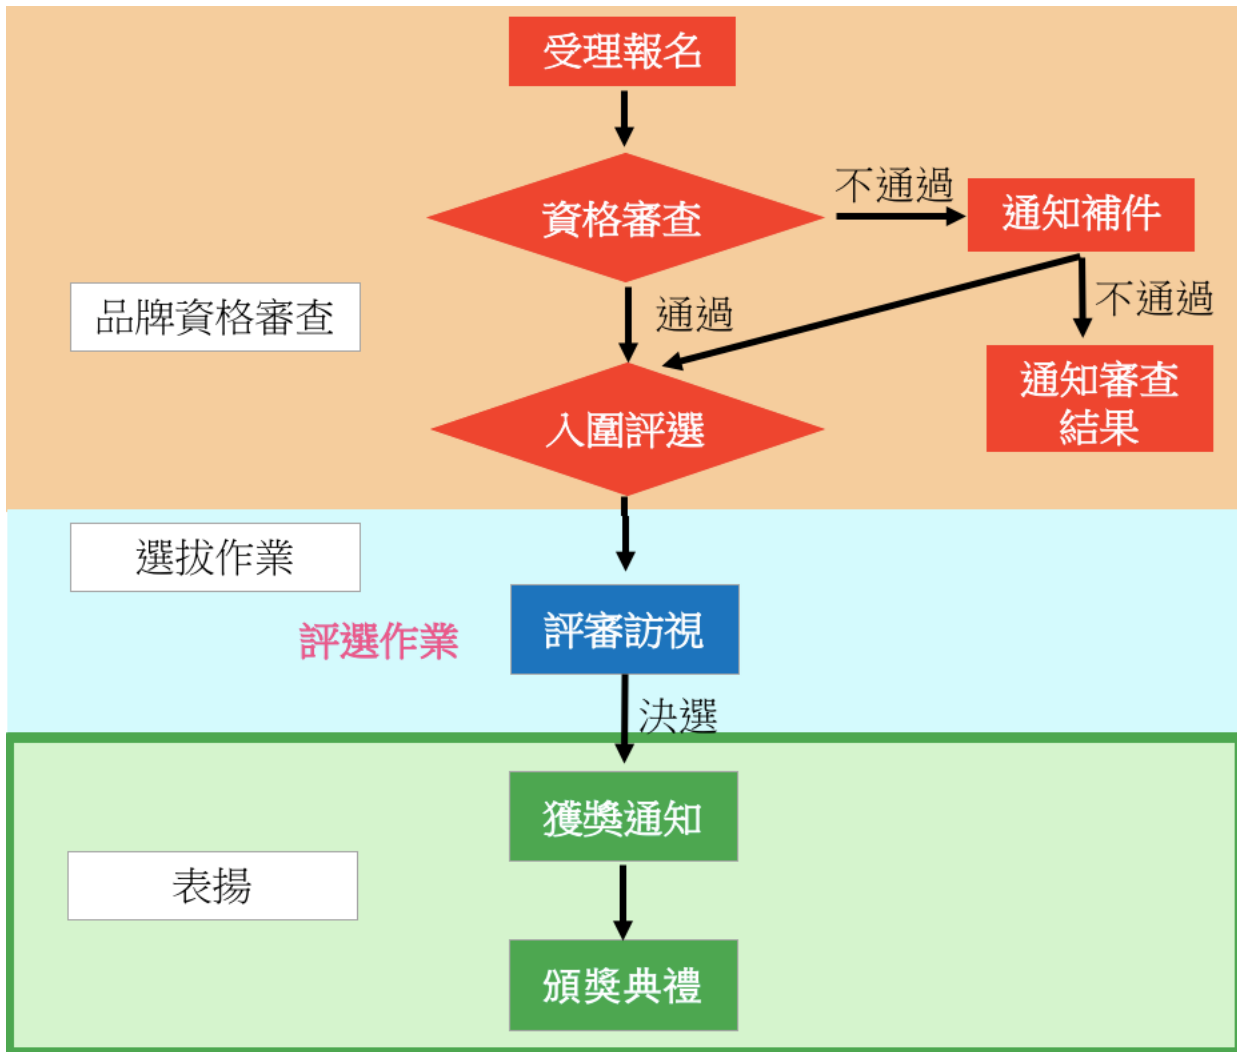 受理報名
不通過
資格審查
通知補件
品牌資格審查
通過
不通過
通知審查
結果
入圍評選
選拔作業
評選作業
評審訪視
決選
獲獎通知
表揚
頒獎典禮